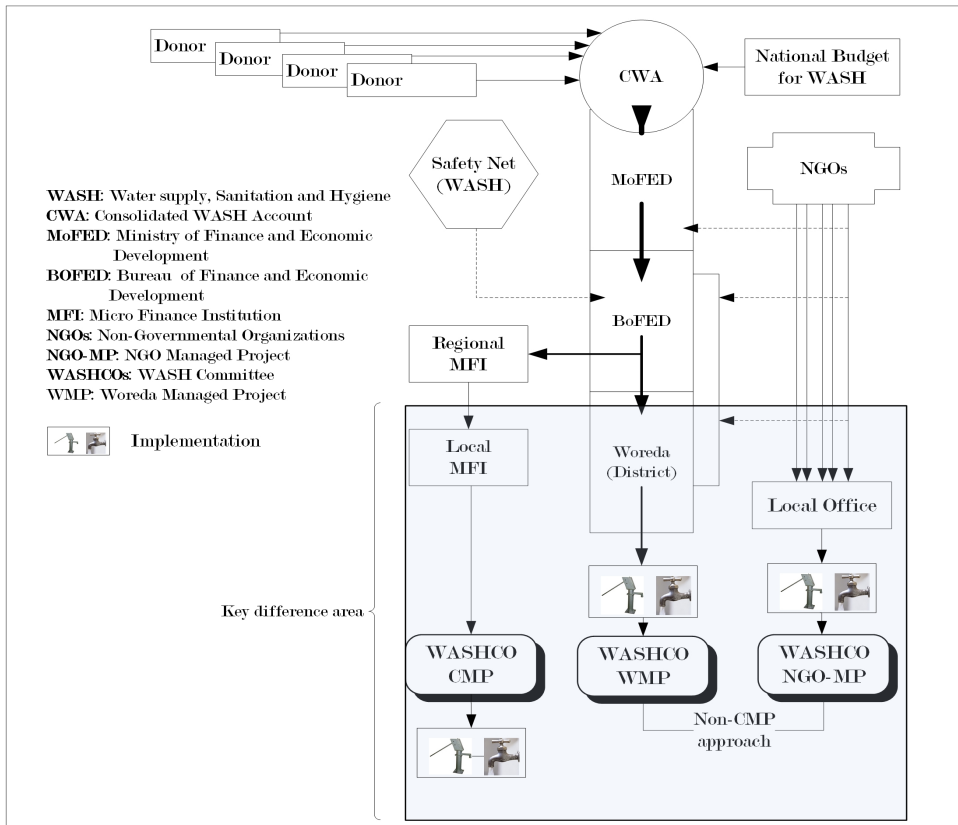 Donor
Donor
Donor
Donor
CWA
National Budget
for WASH
Safety Net
(WASH)
MoFED
NGOs
WASH: Water supply, Sanitation and Hygiene
CWA: Consolidated WASH Account
MoFED: Ministry of Finance and Economic
Development
BOFED: Bureau of Finance and Economic
Development
MFI: Micro Finance Institution
NGOs: Non-Governmental Organizations
NGO-MP: NGO Managed Project
WASHCOs: WASH Committee
WMP: Woreda Managed Project
Implementation
BoFED
Regional
MFI
Local
MFI
Woreda
(District)
Local Office
Key difference area
WASHCO
CMP
WASHCO
WMP
WASHCO
NGO-MP
Non-CMP
approach